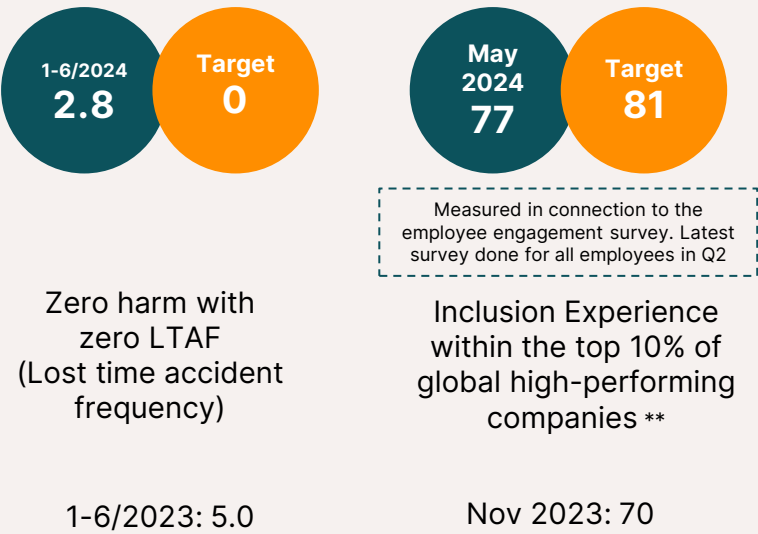 1-6/2024
2.8
Target
0
Zero harm with
zero LTAF
(Lost time accident
frequency)
1-6/2023: 5.0
May
2024
77
Target
81
Measured in connection to the
employee engagement survey. Latest
survey done for all employees in Q2
Inclusion Experience
within the top 10% of
global high-performing
companies **
Nov 2023: 70